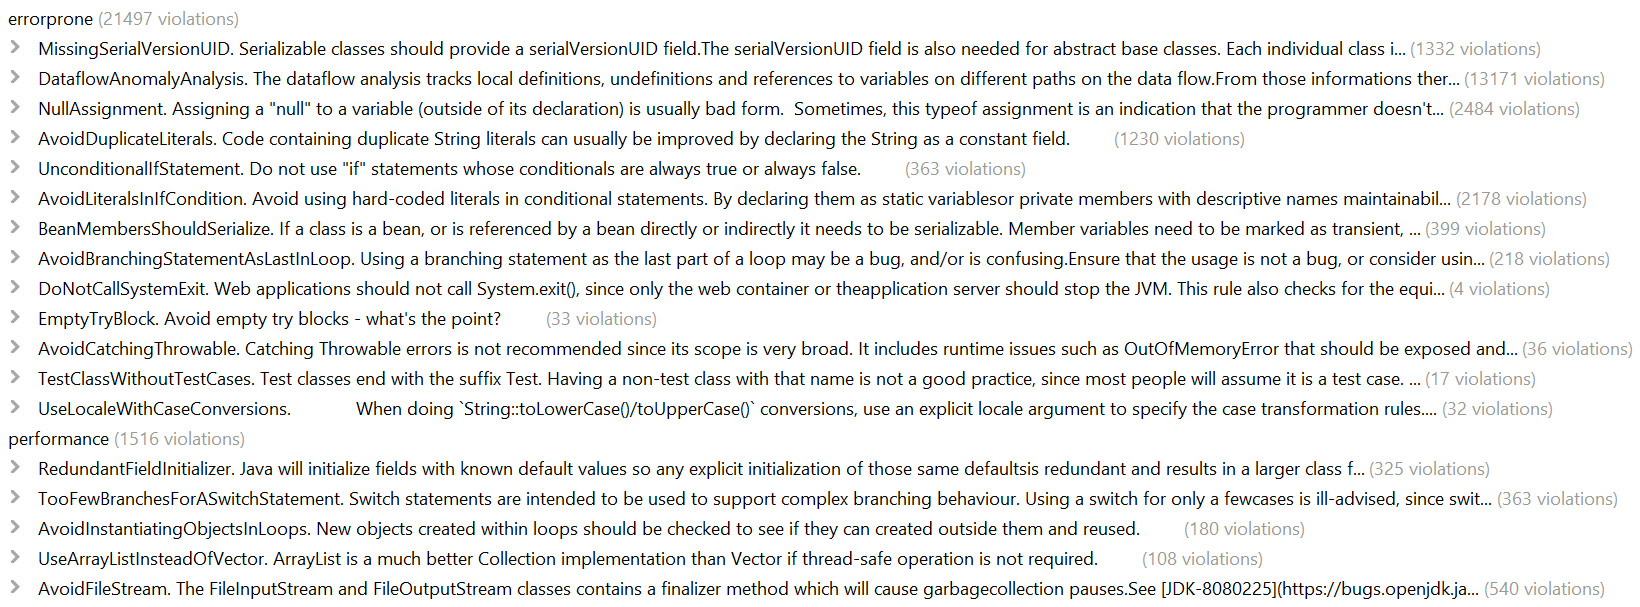 errorprone (21497 violations)
MissingSerialVersionUID. Serializable classes should provide a serialVersionUID field.The serialVersionUID field is also needed for abstract base classes. Each individual class i... (1332 violations)
DataflowAnomalyAnalysis. The dataflow analysis tracks local definitions, undefinitions and references to variables on different paths on the data flow.From those informations ther... (13171 violations)
NullAssignment. Assigning a "null" to a variable (outside of its declaration) is usually bad form.  Sometimes, this typeof assignment is an indication that the programmer doesn't... (2484 violations)
AvoidDuplicateLiterals. Code containing duplicate String literals can usually be improved by declaring the String as a constant field. (1230 violations)
UnconditionalIfStatement. Do not use "if" statements whose conditionals are always true or always false. (363 violations)
AvoidLiteralsInIfCondition. Avoid using hard-coded literals in conditional statements. By declaring them as static variablesor private members with descriptive names maintainabil... (2178 violations)
BeanMembersShouldSerialize. If a class is a bean, or is referenced by a bean directly or indirectly it needs to be serializable. Member variables need to be marked as transient, ... (399 violations)
AvoidBranchingStatementAsLastInLoop. Using a branching statement as the last part of a loop may be a bug, and/or is confusing.Ensure that the usage is not a bug, or consider usin... (218 violations)
DoNotCallSystemExit. Web applications should not call System.exit(), since only the web container or theapplication server should stop the JVM. This rule also checks for the equi... (4 violations)
EmptyTryBlock. Avoid empty try blocks - what's the point? (33 violations)
AvoidCatchingThrowable. Catching Throwable errors is not recommended since its scope is very broad. It includes runtime issues such as OutOfMemoryError that should be exposed and... (36 violations)
TestClassWithoutTestCases. Test classes end with the suffix Test. Having a non-test class with that name is not a good practice, since most people will assume it is a test case. ... (17 violations)
UseLocaleWithCaseConversions. When doing `String::toLowerCase()/toUpperCase()` conversions, use an explicit locale argument to specify the case transformation rules.... (32 violations)
performance (1516 violations)
RedundantFieldInitializer. Java will initialize fields with known default values so any explicit initialization of those same defaultsis redundant and results in a larger class f... (325 violations)
TooFewBranchesForASwitchStatement. Switch statements are intended to be used to support complex branching behaviour. Using a switch for only a fewcases is ill-advised, since swit... (363 violations)
AvoidInstantiatingObjectsInLoops. New objects created within loops should be checked to see if they can created outside them and reused. (180 violations)
UseArrayListInsteadOfVector. ArrayList is a much better Collection implementation than Vector if thread-safe operation is not required. (108 violations)
AvoidFileStream. The FileInputStream and FileOutputStream classes contains a finalizer method which will cause garbagecollection pauses.See [JDK-8080225](https://bugs.openjdk.ja... (540 violations)